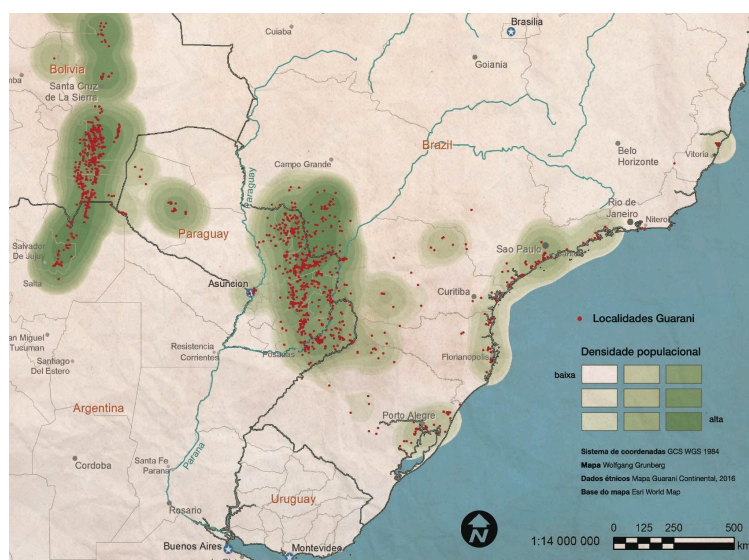 Brasilia
Cuiaba
Goiania
Bolivia
mba
Santa Cruz
de La Sierra
Brazil
Belo
Horizonte
Vitoria
Campo Grande
Paraguay
Rio de
Janeiro
Niteroi
Paraguay
Sao Paulo
Salvador
De Jujuy
Salta
Asuncion
Curitiba
Localidades Guarani
an Miguel
Tucuman
Resistencia
Corrientes
Posadas
Florianopolis
Densidade populacional
Santiago
Del Estero
baixa
Argentina
Porto Alegre
alta
Sistema de coordenadas GCS WGS 1984
Cordoba
Santa Fe
Parana
Parana
Mapa Wolfgang Grunberg
Dados étnicos Mapa Guarani Continental, 2016
Base do mapa Esri World Map
Uruguay
Rosario
N
0 125 250 500
1:14 000 000
km
Buenos Aires
Montevideo